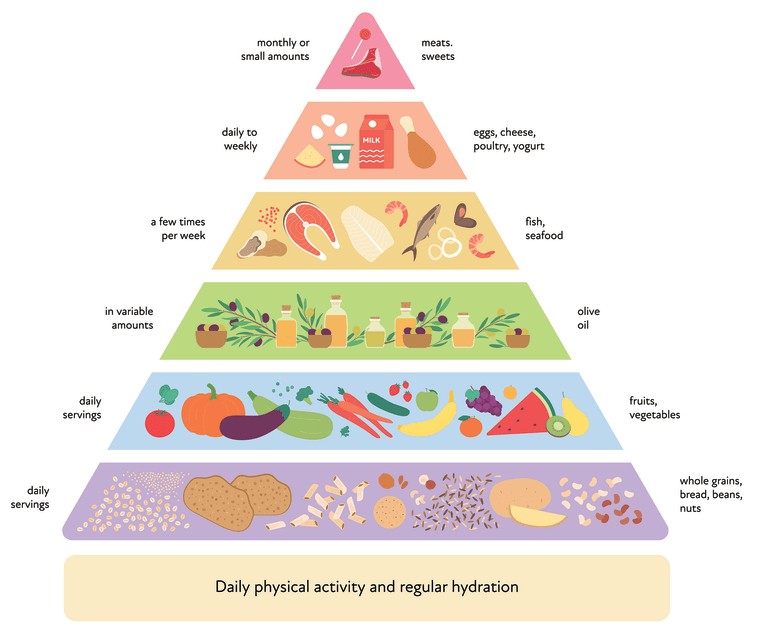 monthly or
small amounts
meats.
sweets
daily to
weekly
MILK
eggs, cheese,
poultry, yogurt
a few times
per week
fish,
seafood
in variable
amounts
olive
oil
daily
servings
fruits,
vegetables
daily
servings
whole grains,
bread, beans,
nuts
Daily physical activity and regular hydration